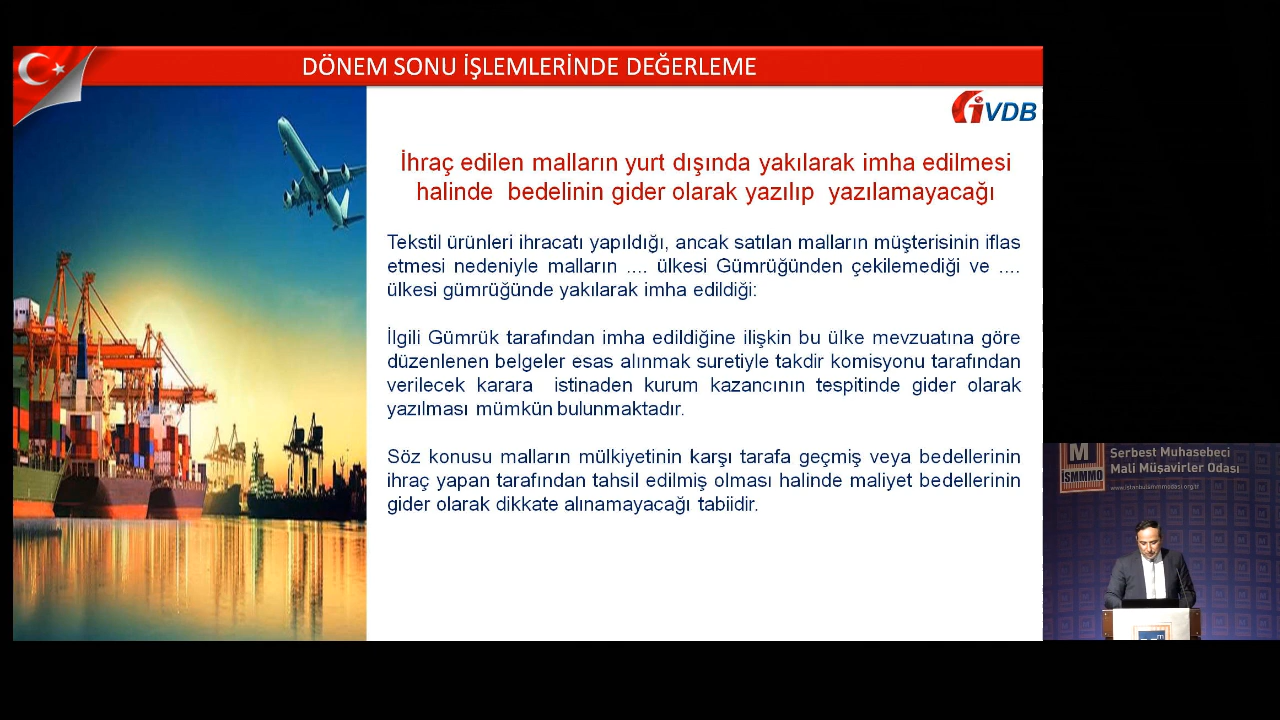 DÖNEM SONU İŞLEMLERİNDE DEĞERLEME
iVDB
İhraç edilen malların yurt dışında yakılarak imha edilmesi
halinde bedelinin gider olarak yazılıp yazılamayacağı
Tekstil ürünleri ihracatı yapıldığı, ancak satılan malların müşterisinin iflas
etmesi nedeniyle malların .... ülkesi Gümrüğünden çekilemediği ve ....
ülkesi gümrüğünde yakılarak imha edildiği:
İlgili Gümrük tarafından imha edildiğine ilişkin bu ülke mevzuatına göre
düzenlenen belgeler esas alınmak suretiyle takdir komisyonu tarafından
verilecek karara istinaden kurum kazancının tespitinde gider olarak
yazılması mümkün bulunmaktadır.
Söz konusu malların mülkiyetinin karşı tarafa geçmiş veya bedellerinin
ihraç yapan tarafından tahsil edilmiş olması halinde maliyet bedellerinin
gider olarak dikkate alınamayacağı tabiidir.
M
ISMMMO
Serbest Muhasebeci
Mali Müşavirler Odası
www.istanbulsmmmodasi.org.tr